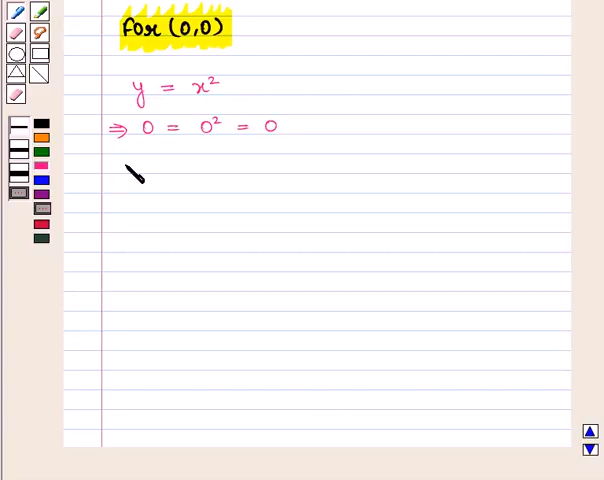 For (0,0)
y = x²
⇒ 0 = 0² = 0